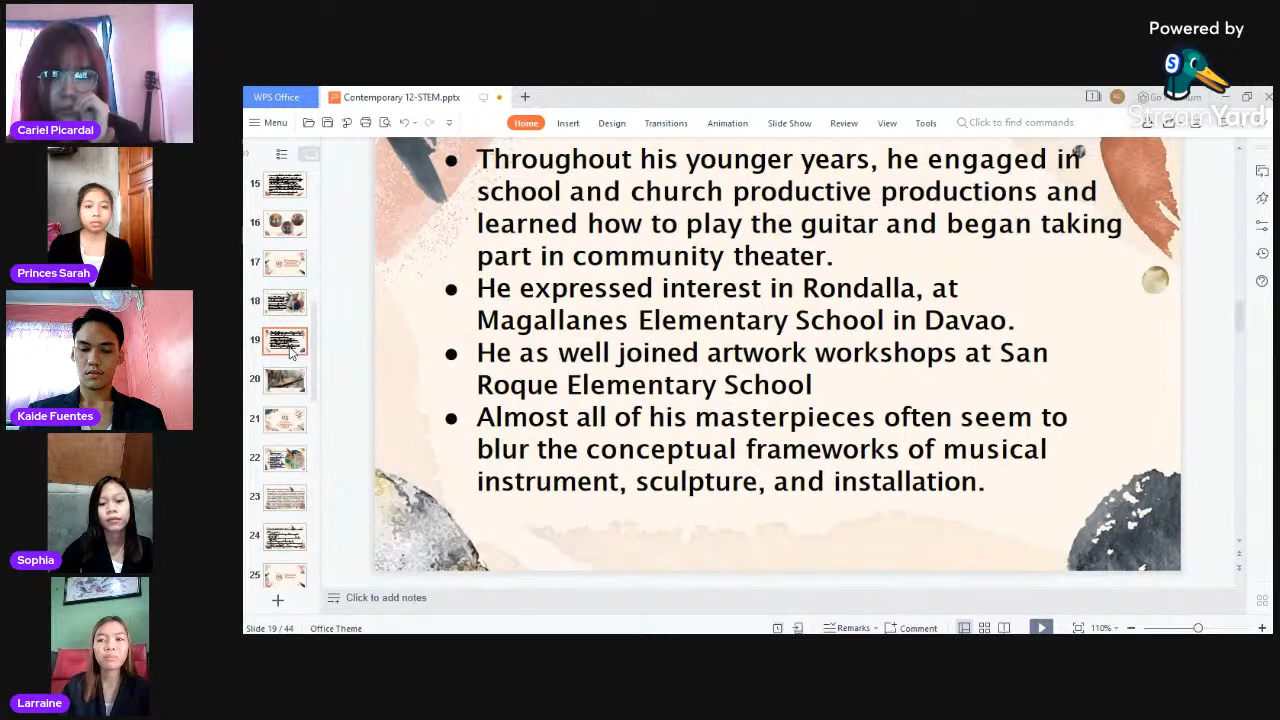 Powered by
StreamYard
Cariel Picardal
Princes Sarah
Kaide Fuentes
Sophia
Larraine
WPS Office
Contemporary 12-STEM.pptx
Menu
Home
Insert
Design
Transitions
Animation
Slide Show
Review
View
Tools
Click to find commands
15
16
17
18
19
20
21
22
23
24
25
● Throughout his younger years, he engaged in
school and church productive productions and
learned how to play the guitar and began taking
part in community theater.
● He expressed interest in Rondalla, at
Magallanes Elementary School in Davao.
● He as well joined artwork workshops at San
Roque Elementary School
● Almost all of his masterpieces often seem to
blur the conceptual frameworks of musical
instrument, sculpture, and installation.
Click to add notes
Slide 19 / 44
Office Theme
Remarks
Comment
110%